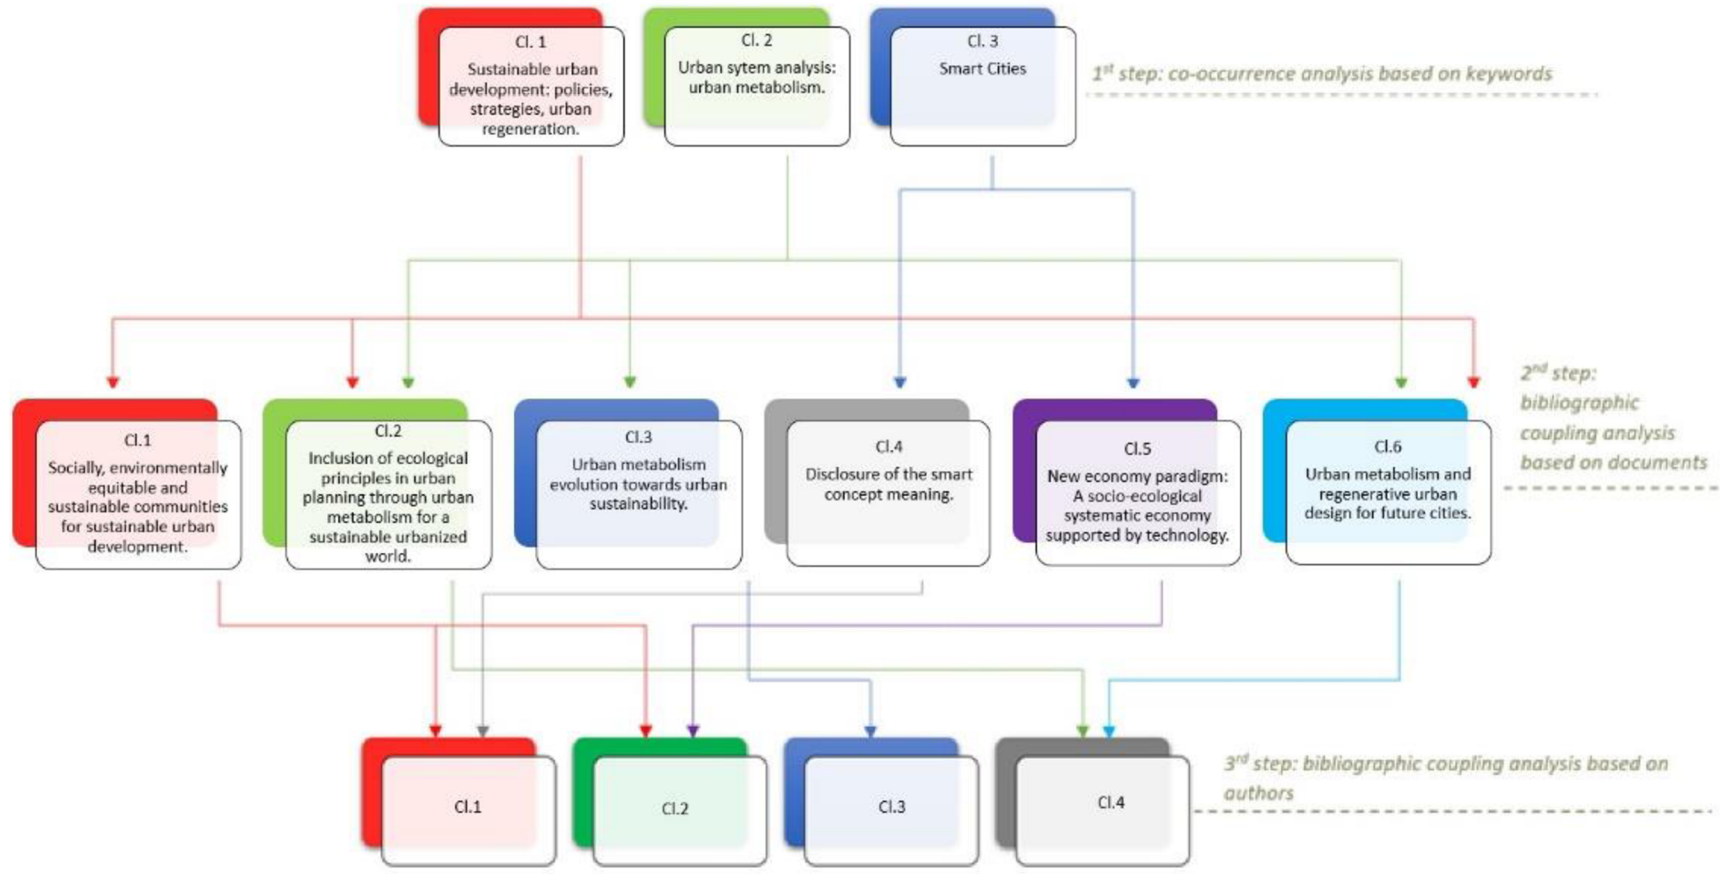 Cl. 1
Sustainable urban
development: policies,
strategies, urban
regeneration.
Cl. 2
Urban sytem analysis:
urban metabolism.
Cl. 3
Smart Cities
1st step: co-occurrence analysis based on keywords
2nd step:
bibliographic
coupling analysis
based on documents
Cl.1
Socially, environmentally
equitable and
sustainable communities
for sustainable urban
development.
Cl.2
Inclusion of ecological
principles in urban
planning through urban
metabolism for a
sustainable urbanized
world.
Cl.3
Urban metabolism
evolution towards urban
sustainability.
Cl.4
Disclosure of the smart
concept meaning.
Cl.5
New economy paradigm:
A socio-ecological
systematic economy
supported by technology.
Cl.6
Urban metabolism and
regenerative urban
design for future cities.
Cl.1
Cl.2
Cl.3
Cl.4
3rd step: bibliographic coupling analysis based on
authors